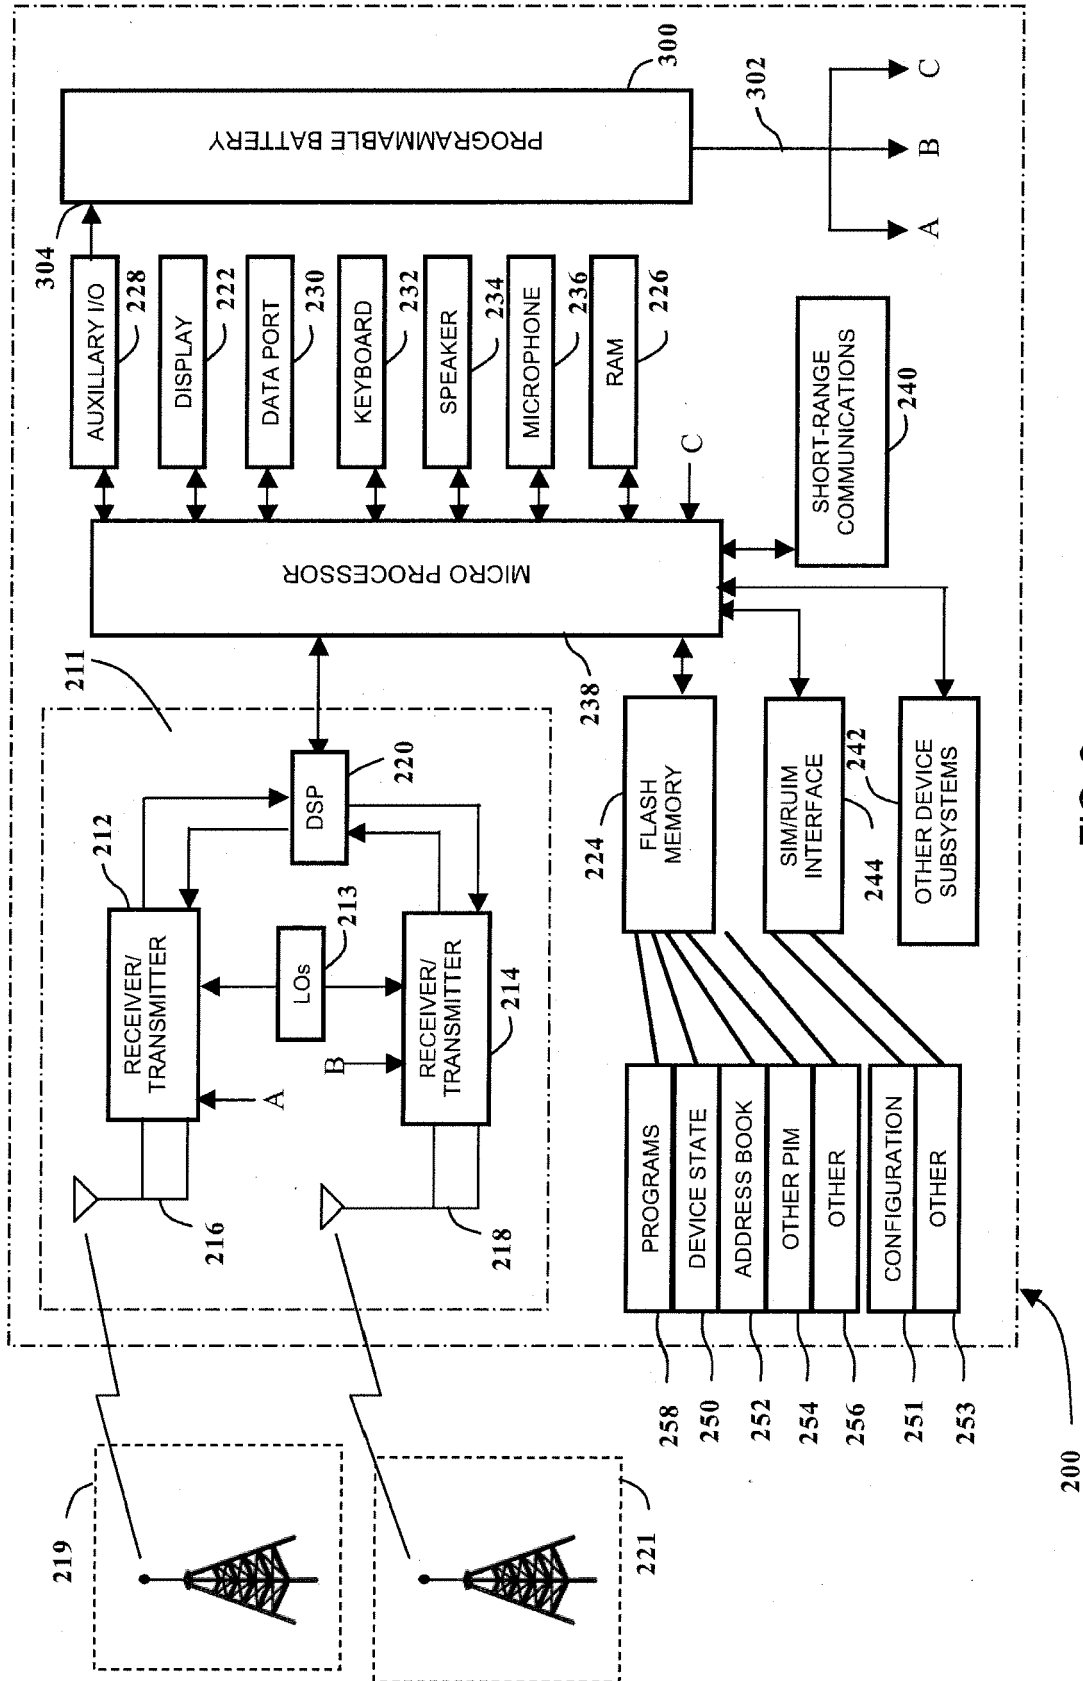 219
221
200
211
216
218
RECEIVER/
TRANSMITTER
212
A
LOs
213
B
RECEIVER/
TRANSMITTER
214
DSP
220
MICRO PROCESSOR
238
AUXILLARY I/O
228
DISPLAY
222
DATA PORT
230
KEYBOARD
232
SPEAKER
234
MICROPHONE
236
RAM
226
C
PROGRAMMABLE BATTERY
300
304
302
A
B
C
SHORT-RANGE
COMMUNICATIONS
240
FLASH
MEMORY
224
SIM/RUIM
INTERFACE
244
OTHER DEVICE
SUBSYSTEMS
242
PROGRAMS
258
DEVICE STATE
250
ADDRESS BOOK
252
OTHER PIM
254
OTHER
256
CONFIGURATION
251
OTHER
253